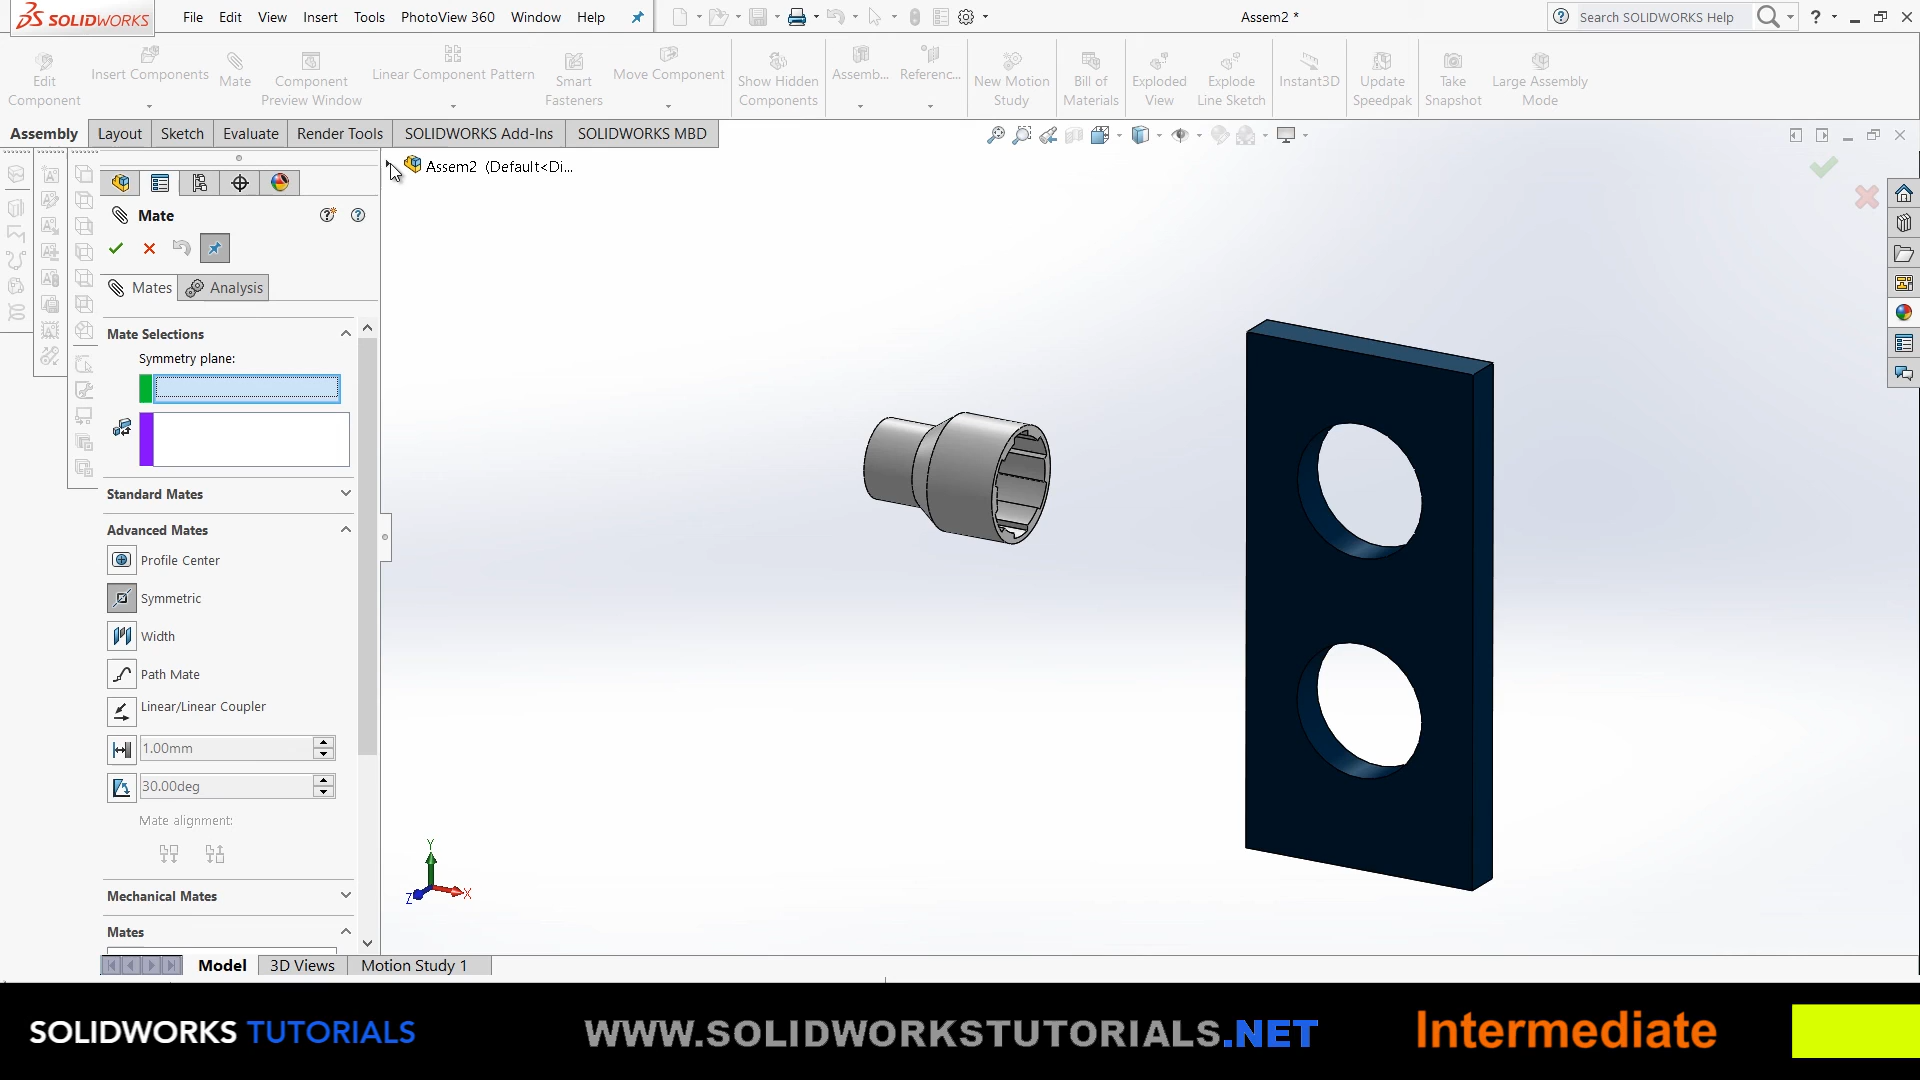 SOLIDWORKS
File Edit View Insert Tools PhotoView 360 Window Help
Assem2 *
Search SOLIDWORKS Help
Edit Component
Insert Components
Mate
Component Preview Window
Linear Component Pattern
Smart Fasteners
Move Component
Show Hidden Components
Assemb...
Referenc...
New Motion Study
Bill of Materials
Exploded View
Explode Line Sketch
Instant3D
Update Speedpak
Take Snapshot
Large Assembly Mode
Assembly Layout Sketch Evaluate Render Tools SOLIDWORKS Add-Ins SOLIDWORKS MBD
Assem2 (Default<Di...
Mate
Mates Analysis
Mate Selections
Symmetry plane:
Standard Mates
Advanced Mates
Profile Center
Symmetric
Width
Path Mate
Linear/Linear Coupler
1.00mm
30.00deg
Mate alignment:
Mechanical Mates
Mates
Y
X
Z
Model 3D Views Motion Study 1
SOLIDWORKS TUTORIALS
WWW.SOLIDWORKSTUTORIALS.NET
Intermediate